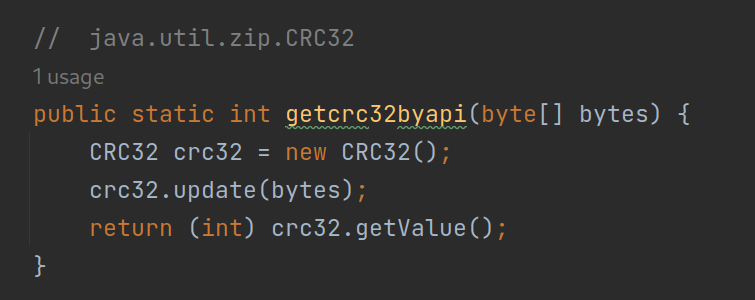 //  java.util.zip.CRC32
1 usage
public static int getcrc32byapi(byte[] bytes) {
    CRC32 crc32 = new CRC32();
    crc32.update(bytes);
    return (int) crc32.getValue();
}